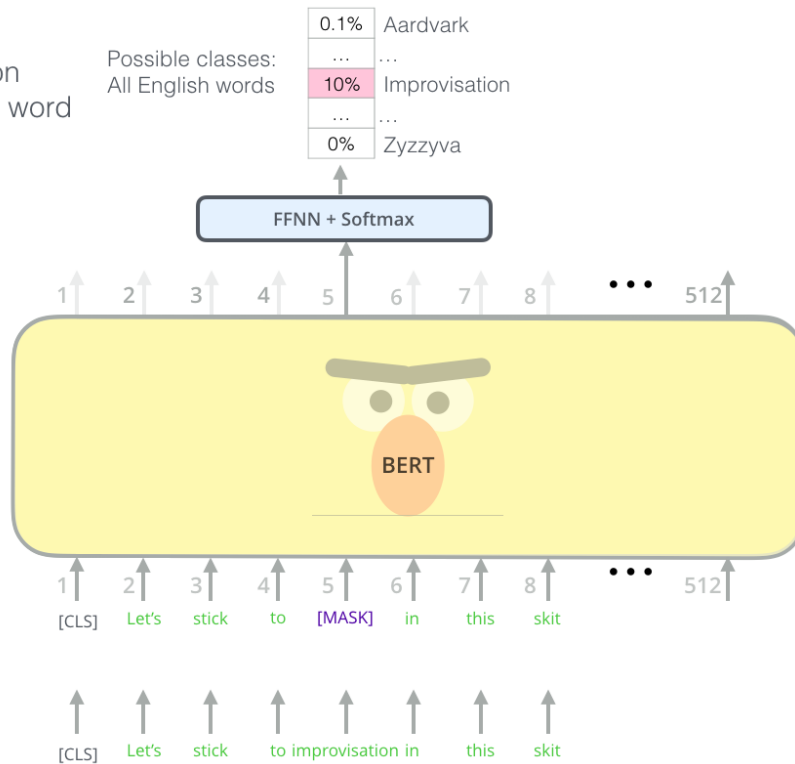 0.1% Aardvark
Possible classes: ... ...
on
All English words 10% Improvisation
word
... ...
0% Zyzzyva
FFNN + Softmax
1 2 3 4 5 6 7 8 ... 512
BERT
1 2 3 4 5 6 7 8 ... 512
[CLS] Let's stick to [MASK] in this skit
[CLS] Let's stick to improvisation in this skit